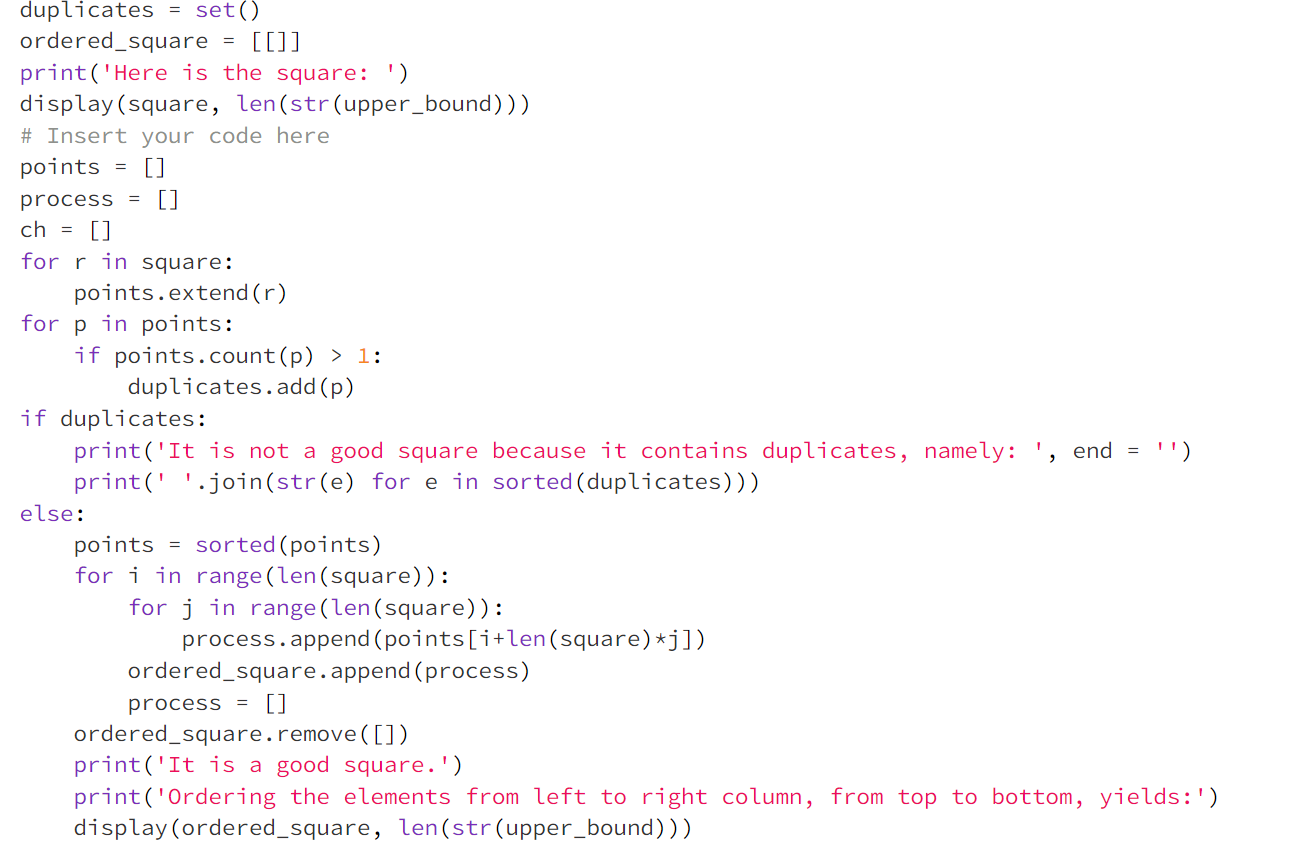 duplicates = set()
ordered_square = [[]]
print('Here is the square: ')
display(square, len(str(upper_bound)))
# Insert your code here
points = []
process = []
ch = []
for r in square:
    points.extend(r)
for p in points:
    if points.count(p) > 1:
        duplicates.add(p)
if duplicates:
    print('It is not a good square because it contains duplicates, namely: ', end = '')
    print(' '.join(str(e) for e in sorted(duplicates)))
else:
    points = sorted(points)
    for i in range(len(square)):
        for j in range(len(square)):
            process.append(points[i+len(square)*j])
        ordered_square.append(process)
        process = []
    ordered_square.remove([])
    print('It is a good square.')
    print('Ordering the elements from left to right column, from top to bottom, yields:')
    display(ordered_square, len(str(upper_bound)))